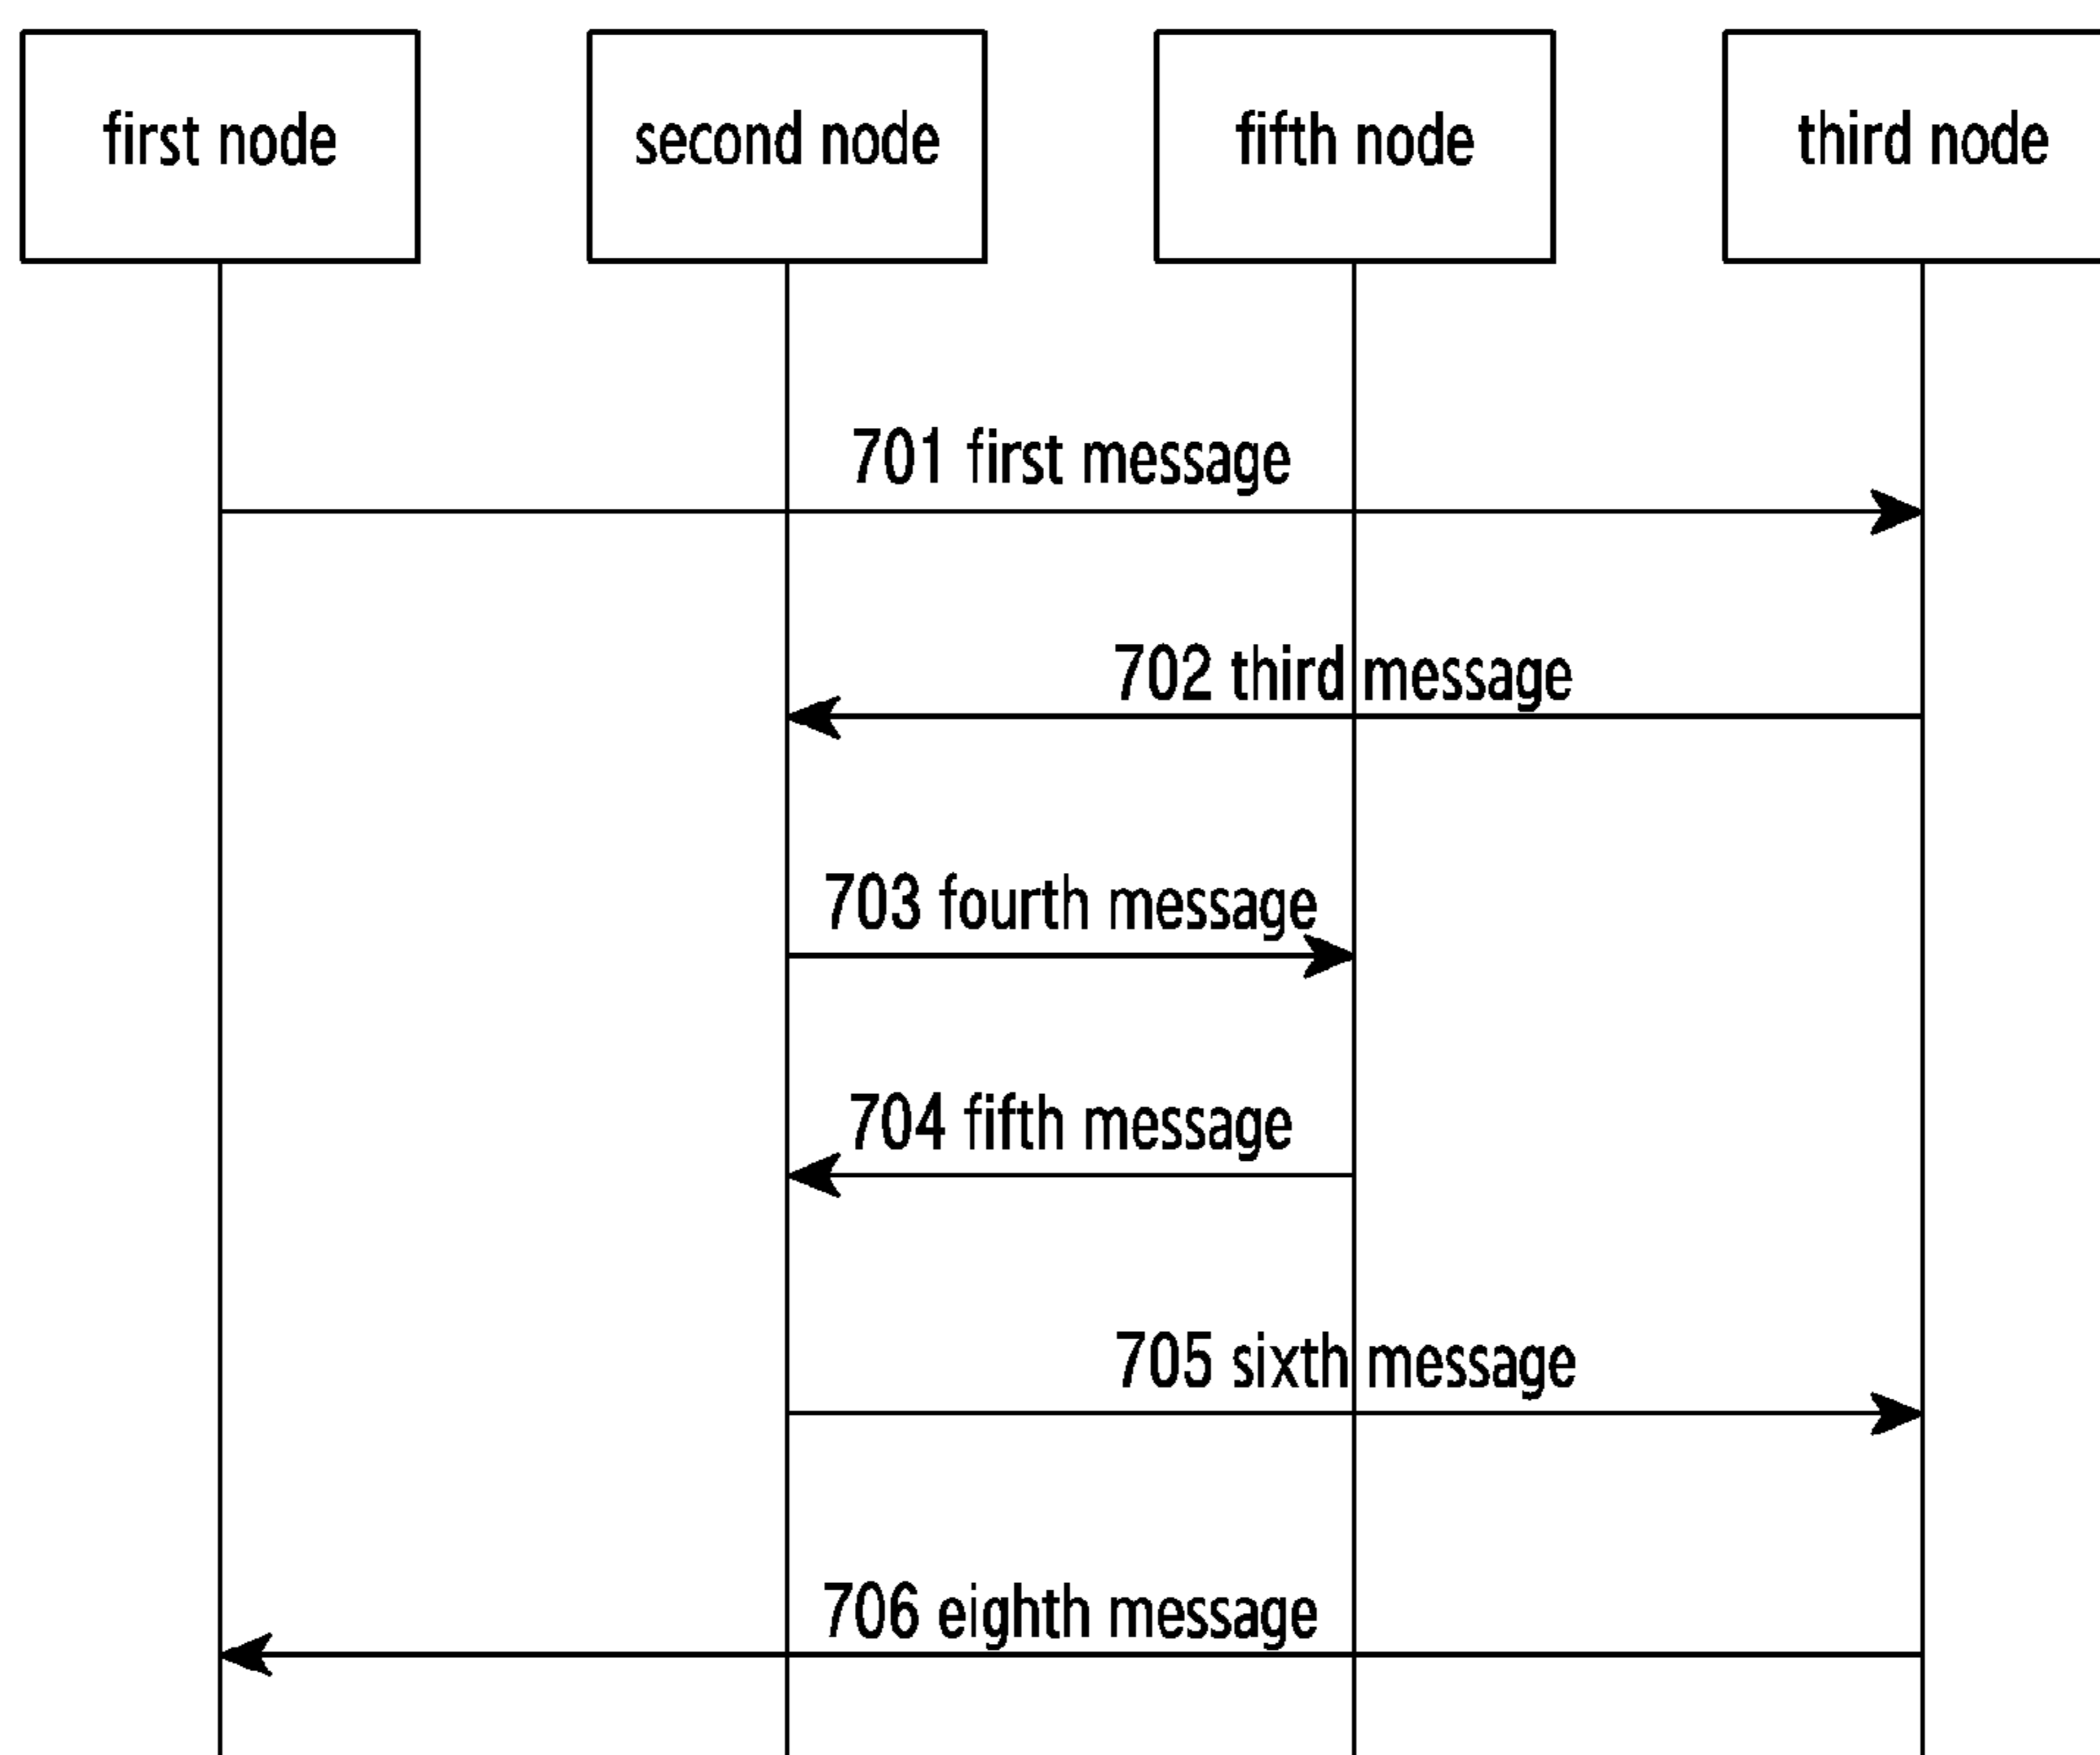 first node
second node
fifth node
third node
701 first message
702 third message
703 fourth message
704 fifth message
705 sixth message
706 eighth message